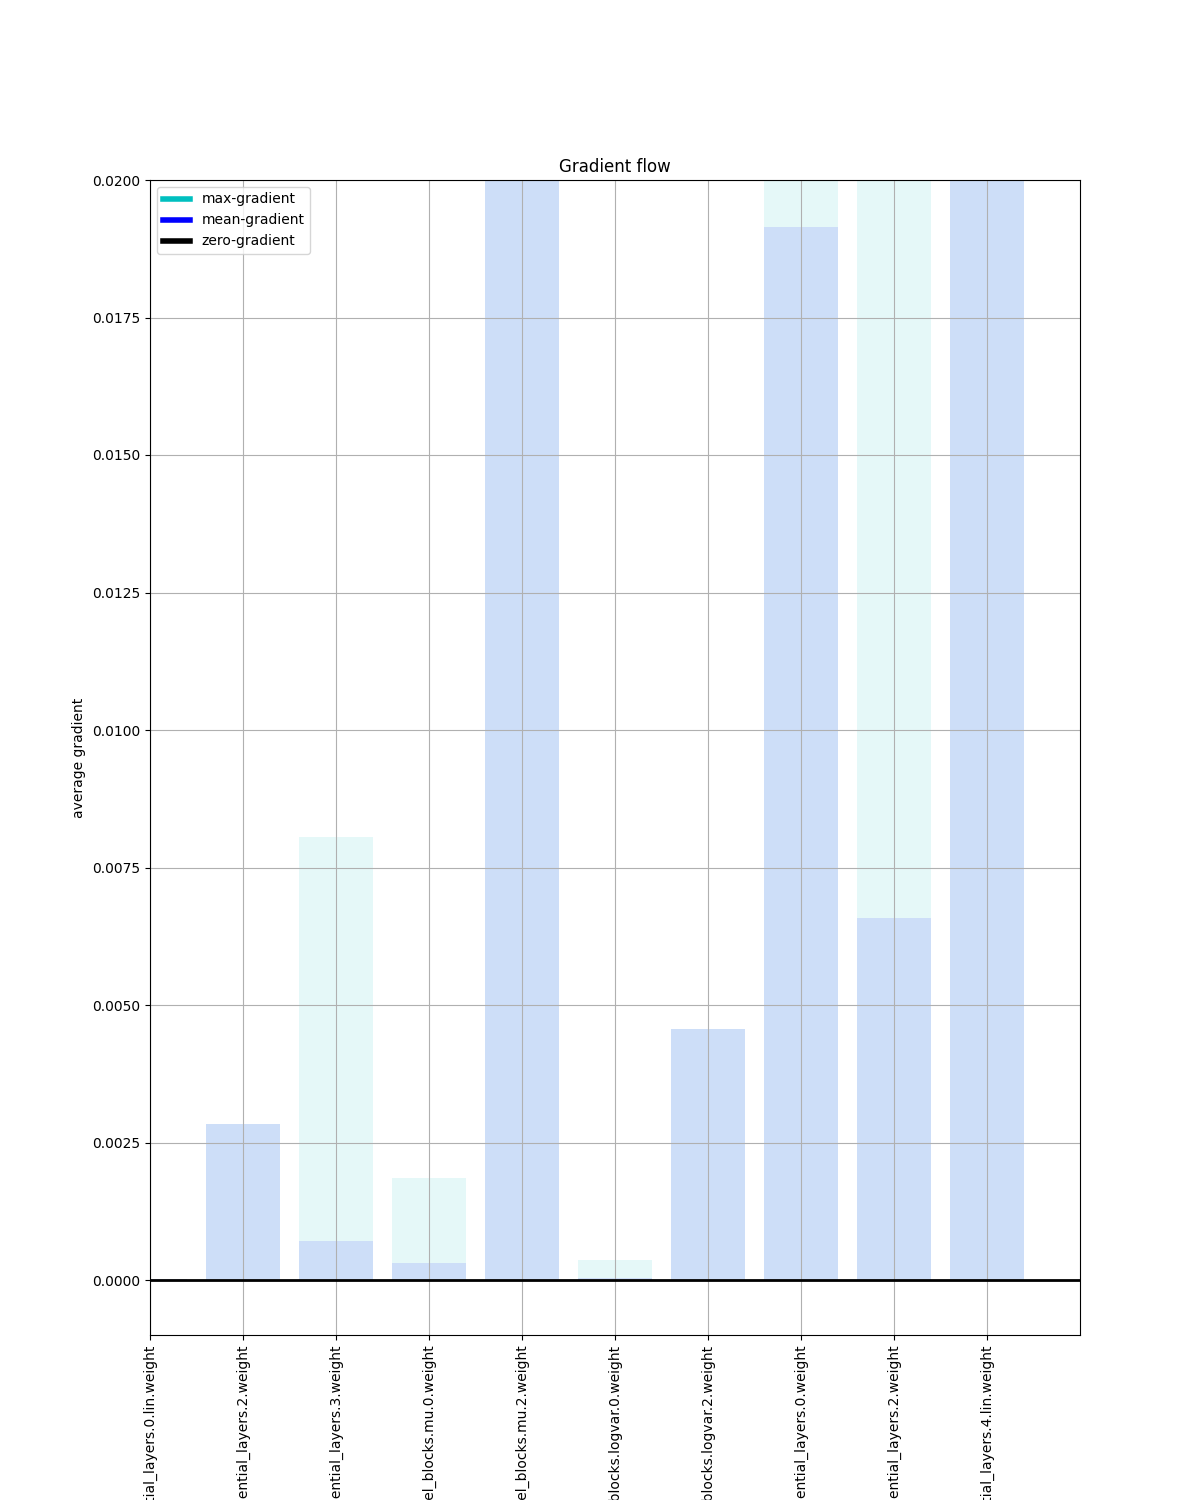 Gradient flow
max-gradient
mean-gradient
zero-gradient
0.0200
0.0175
0.0150
0.0125
0.0100
0.0075
0.0050
0.0025
0.0000
average gradient
tial_layers.0.lin.weight
ential_layers.2.weight
ential_layers.3.weight
el_blocks.mu.0.weight
el_blocks.mu.2.weight
blocks.logvar.0.weight
blocks.logvar.2.weight
ential_layers.0.weight
ential_layers.2.weight
tial_layers.4.lin.weight